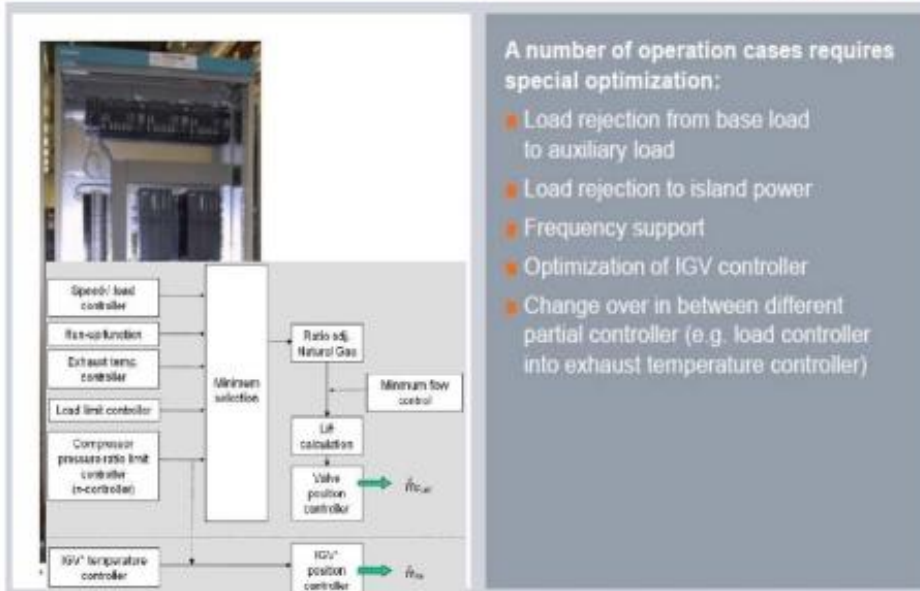 A number of operation cases requires
special optimization:
Load rejection from base load
to auxiliary load
Load rejection to island power
Frequency support
Optimization of IGV controller
Change over in between different
partial controller (e.g. load controller
into exhaust temperature controller)
Speed-/ load
controller
Run-up function
Exhaust temp.
controller
Load limit controller
Compressor
pressure-ratio limit
controller
(π-controller)
IGV* temperature
controller
Minimum
selection
Ratio adj.
Natural Gas
Minimum flow
control
Lift
calculation
Valve
position
controller
IGV*
position
controller